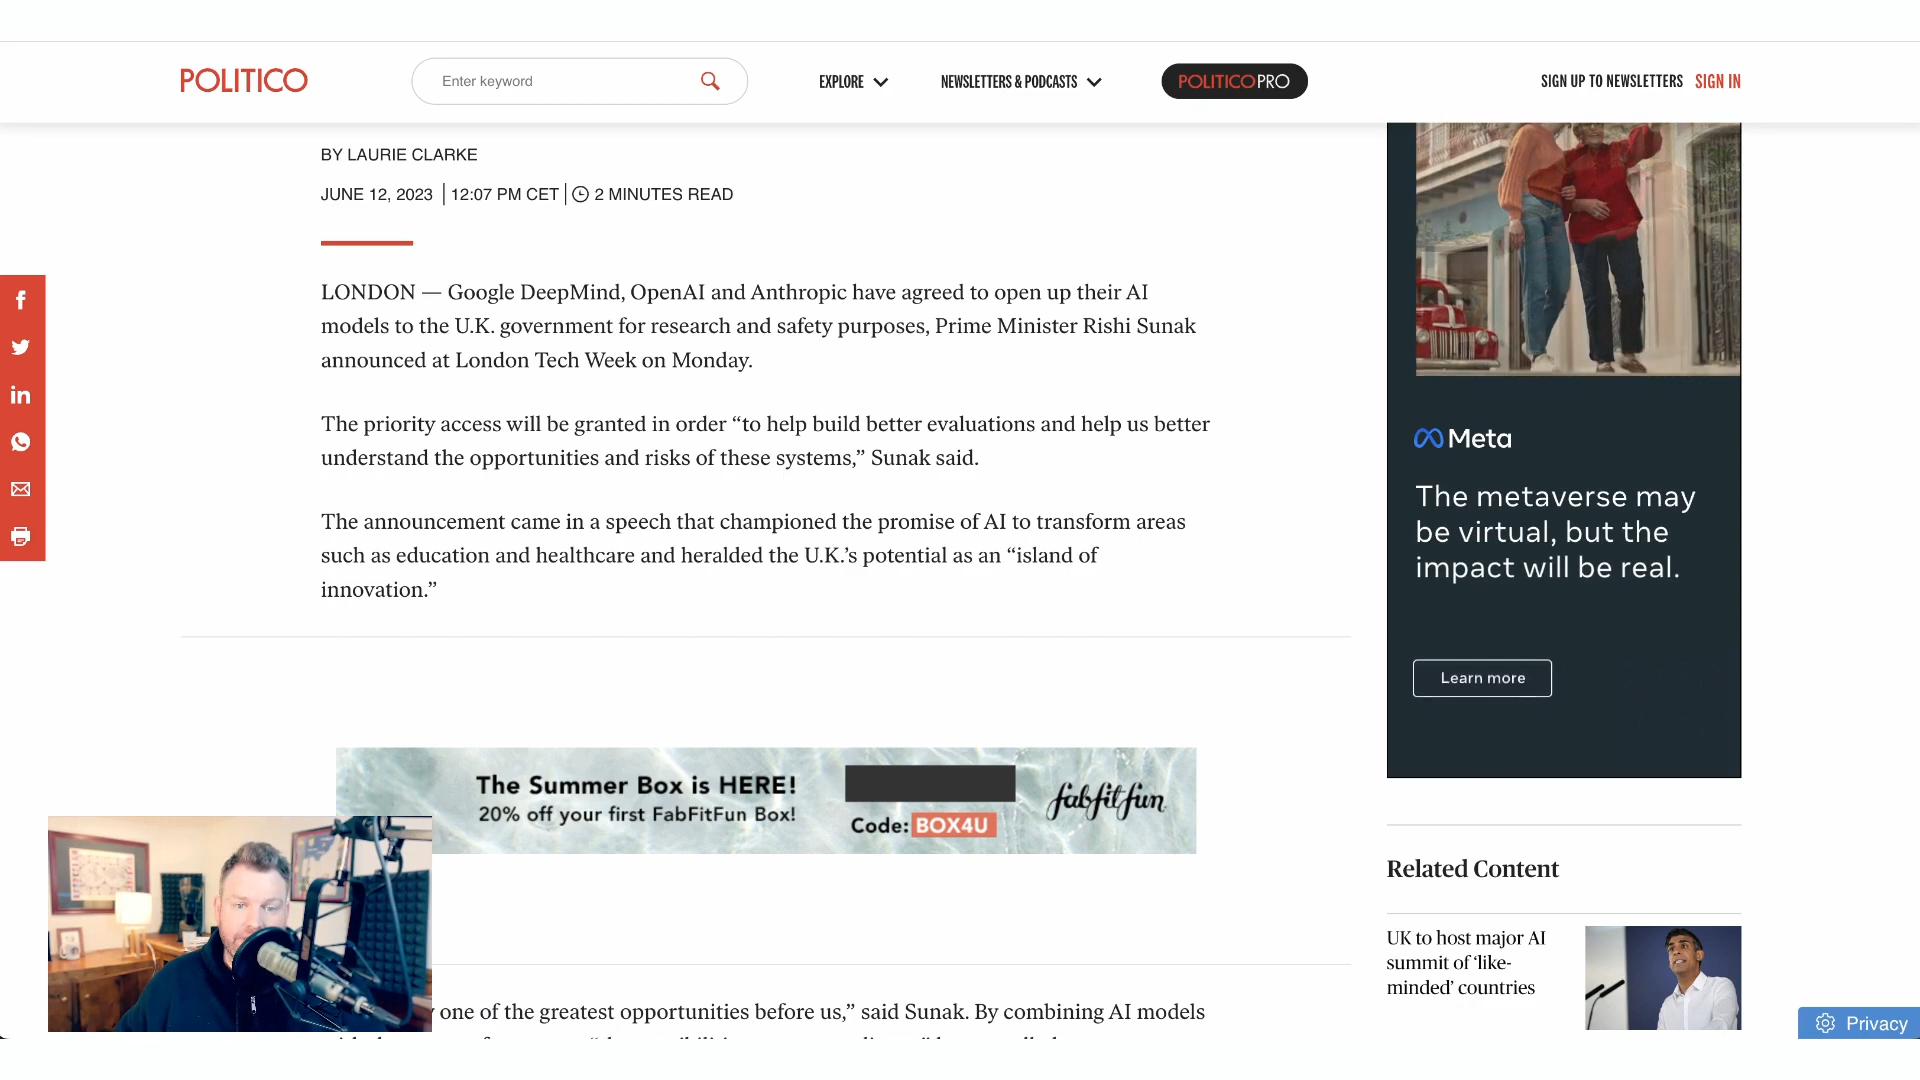 POLITICO
Enter keyword
EXPLORE
NEWSLETTERS & PODCASTS
POLITICOPRO
SIGN UP TO NEWSLETTERS
SIGN IN
BY LAURIE CLARKE
JUNE 12, 2023 | 12:07 PM CET | 2 MINUTES READ
LONDON — Google DeepMind, OpenAI and Anthropic have agreed to open up their AI
models to the U.K. government for research and safety purposes, Prime Minister Rishi Sunak
announced at London Tech Week on Monday.
The priority access will be granted in order “to help build better evaluations and help us better
understand the opportunities and risks of these systems,” Sunak said.
The announcement came in a speech that championed the promise of AI to transform areas
such as education and healthcare and heralded the U.K.’s potential as an “island of
innovation.”
The Summer Box is HERE!
20% off your first FabFitFun Box!
Code: BOX4U
fabfitfun
one of the greatest opportunities before us,” said Sunak. By combining AI models
Meta
The metaverse may
be virtual, but the
impact will be real.
Learn more
Related Content
UK to host major AI
summit of ‘like-
minded’ countries
Privacy